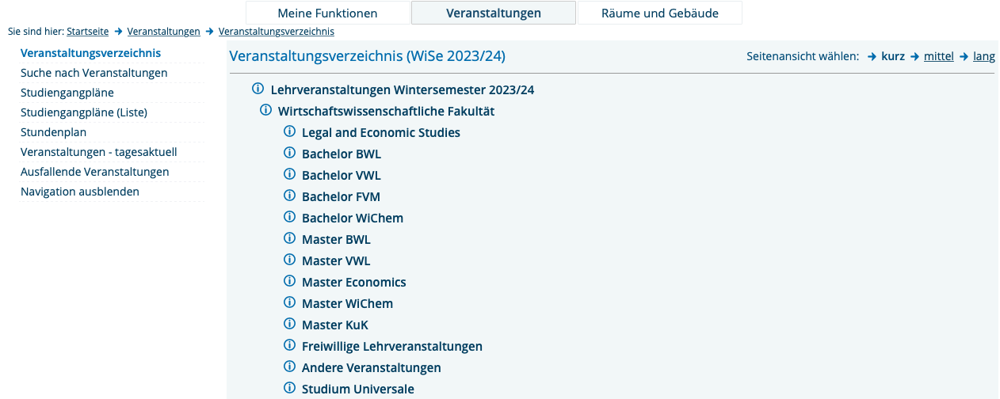 Meine Funktionen Veranstaltungen Räume und Gebäude
Sie sind hier: Startseite → Veranstaltungen → Veranstaltungsverzeichnis
Veranstaltungsverzeichnis
Suche nach Veranstaltungen
Studiengangpläne
Studiengangpläne (Liste)
Stundenplan
Veranstaltungen - tagesaktuell
Ausfallende Veranstaltungen
Navigation ausblenden
Veranstaltungsverzeichnis (WiSe 2023/24)
Seitenansicht wählen: → kurz → mittel → lang
Lehrveranstaltungen Wintersemester 2023/24
Wirtschaftswissenschaftliche Fakultät
Legal and Economic Studies
Bachelor BWL
Bachelor VWL
Bachelor FVM
Bachelor WiChem
Master BWL
Master VWL
Master Economics
Master WiChem
Master KuK
Freiwillige Lehrveranstaltungen
Andere Veranstaltungen
Studium Universale